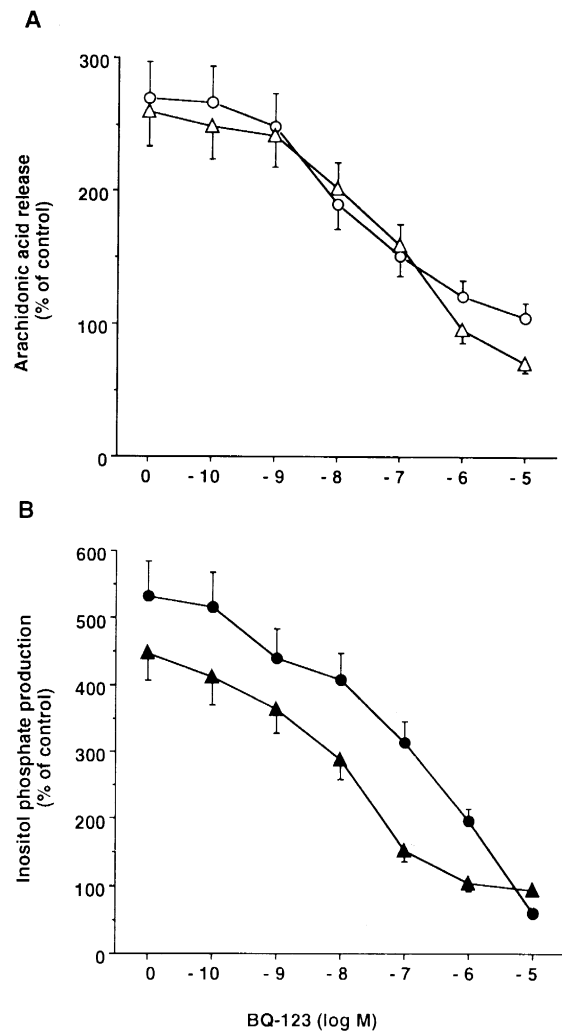 A
300
200
100
0
Arachidonic acid release
(% of control)
0 - 10 - 9 - 8 - 7 - 6 - 5
B
600
500
400
300
200
100
0
Inositol phosphate production
(% of control)
0 - 10 - 9 - 8 - 7 - 6 - 5
BQ-123 (log M)